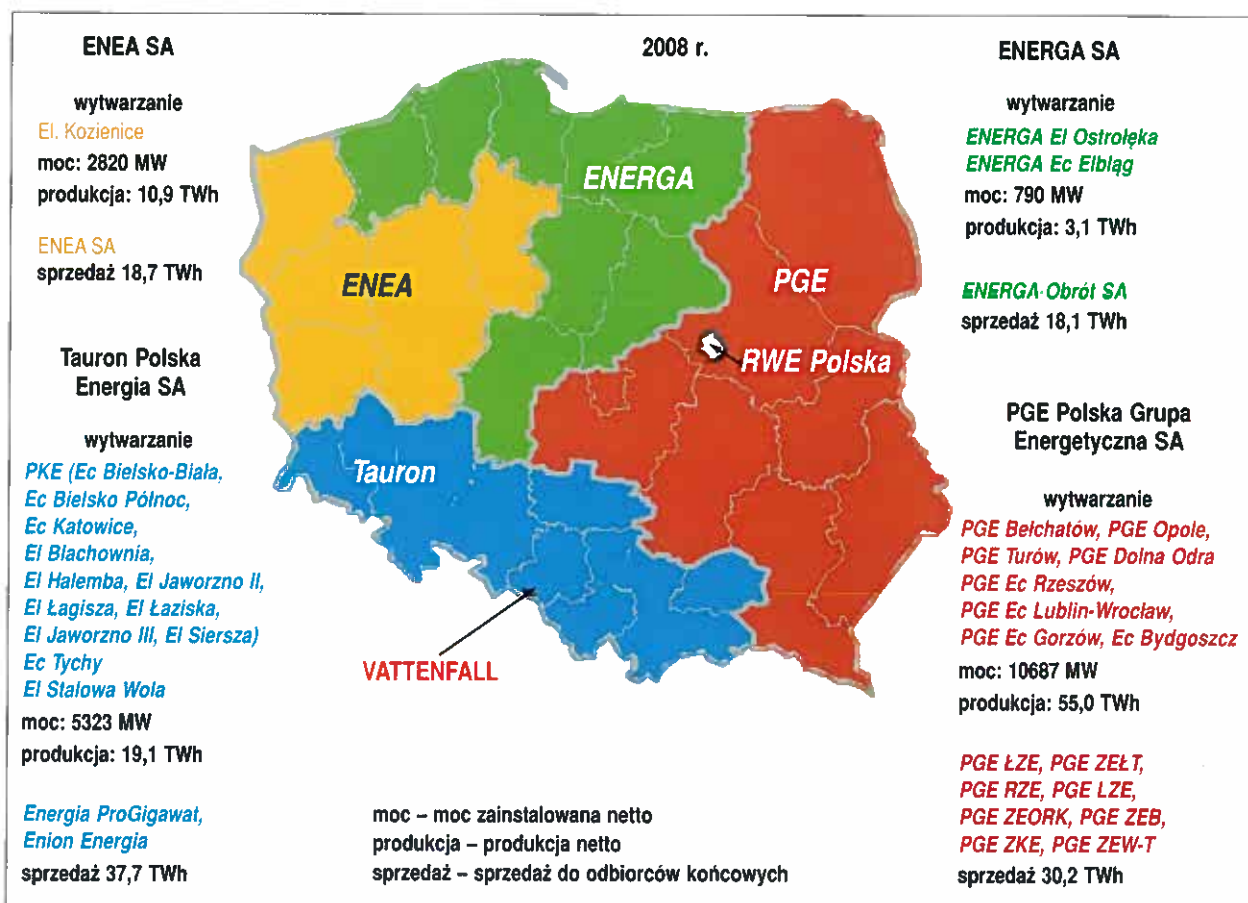 ENEA SA
wytwarzanie
El. Kozienice
moc: 2820 MW
produkcja: 10,9 TWh
ENEA SA
sprzedaż 18,7 TWh
Tauron Polska
Energia SA
wytwarzanie
PKE (Ec Bielsko-Biała,
Ec Bielsko Północ,
Ec Katowice,
El Blachownia,
El Halemba, El Jaworzno II,
El Łagisza, El Łaziska,
El Jaworzno III, El Siersza)
Ec Tychy
El Stalowa Wola
moc: 5323 MW
produkcja: 19,1 TWh
Energia ProGigawat,
Enion Energia
sprzedaż 37,7 TWh
2008 r.
ENERGA
ENEA
PGE
RWE Polska
Tauron
VATTENFALL
moc – moc zainstalowana netto
produkcja – produkcja netto
sprzedaż – sprzedaż do odbiorców końcowych
ENERGA SA
wytwarzanie
ENERGA El Ostrołęka
ENERGA Ec Elbląg
moc: 790 MW
produkcja: 3,1 TWh
ENERGA-Obrót SA
sprzedaż 18,1 TWh
PGE Polska Grupa
Energetyczna SA
wytwarzanie
PGE Bełchatów, PGE Opole,
PGE Turów, PGE Dolna Odra
PGE Ec Rzeszów,
PGE Ec Lublin-Wrocław,
PGE Ec Gorzów, Ec Bydgoszcz
moc: 10687 MW
produkcja: 55,0 TWh
PGE ŁZE, PGE ZEŁT,
PGE RZE, PGE LZE,
PGE ZEORK, PGE ZEB,
PGE ZKE, PGE ZEW-T
sprzedaż 30,2 TWh